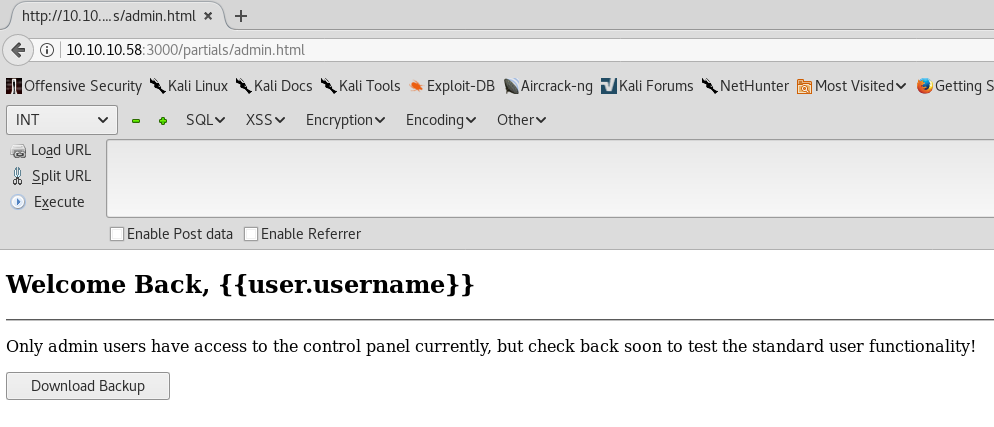 http://10.10....s/admin.html × +
10.10.10.58:3000/partials/admin.html
Offensive Security Kali Linux Kali Docs Kali Tools Exploit-DB Aircrack-ng Kali Forums NetHunter Most Visited Getting S
INT SQL XSS Encryption Encoding Other
Load URL
Split URL
Execute
Enable Post data Enable Referrer
Welcome Back, {{user.username}}
Only admin users have access to the control panel currently, but check back soon to test the standard user functionality!
Download Backup